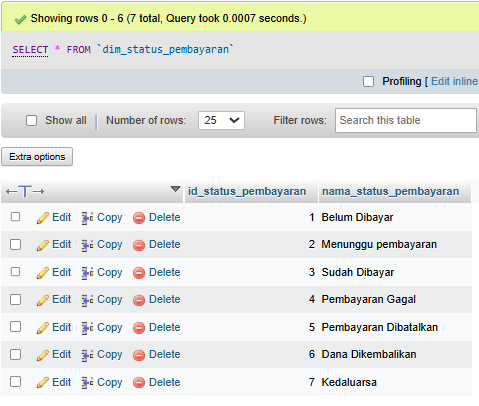 Showing rows 0 - 6 (7 total, Query took 0.0007 seconds.)
SELECT * FROM `dim_status_pembayaran`
Profiling [ Edit inline
Show all | Number of rows: 25 Filter rows: Search this table
Extra options
←T→ id_status_pembayaran nama_status_pembayaran
Edit Copy Delete 1 Belum Dibayar
Edit Copy Delete 2 Menunggu pembayaran
Edit Copy Delete 3 Sudah Dibayar
Edit Copy Delete 4 Pembayaran Gagal
Edit Copy Delete 5 Pembayaran Dibatalkan
Edit Copy Delete 6 Dana Dikembalikan
Edit Copy Delete 7 Kedaluarsa